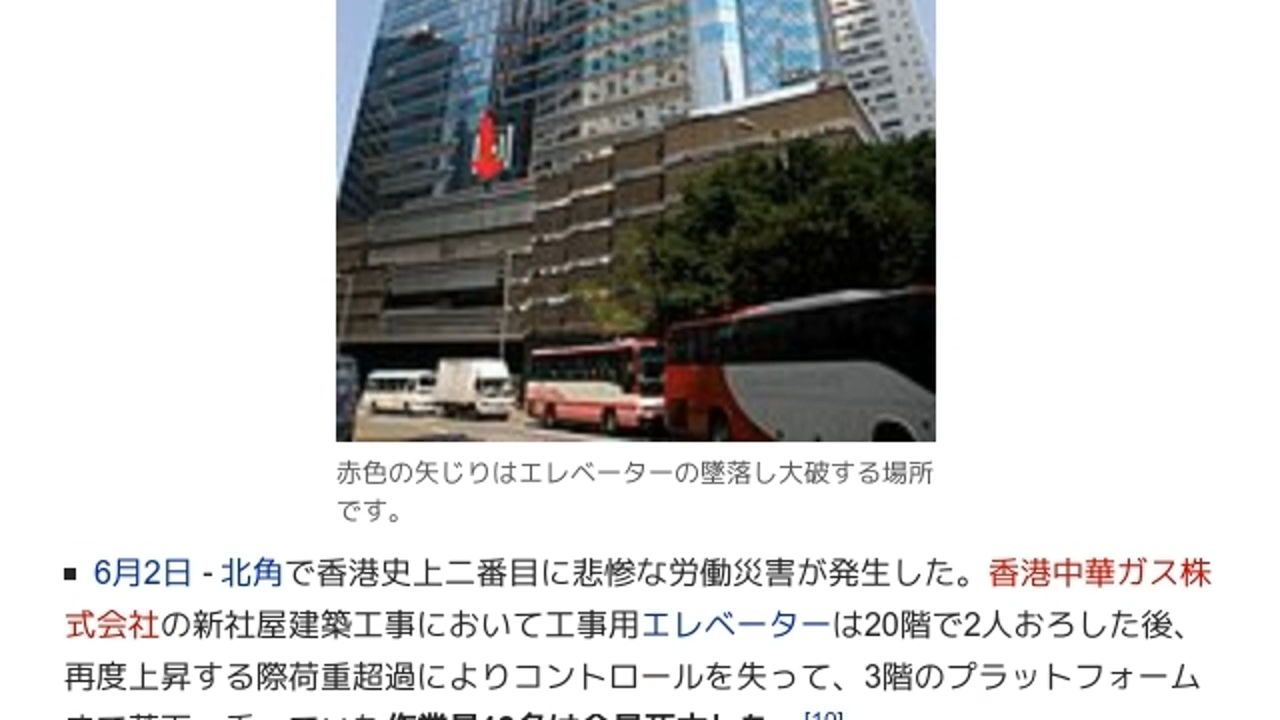 赤色の矢じりはエレベーターの墜落し大破する場所
です。
■ 6月2日 - 北角で香港史上二番目に悲惨な労働災害が発生した。香港中華ガス株
式会社の新社屋建築工事において工事用エレベーターは20階で2人おろした後、
再度上昇する際荷重超過によりコントロールを失って、3階のプラットフォーム